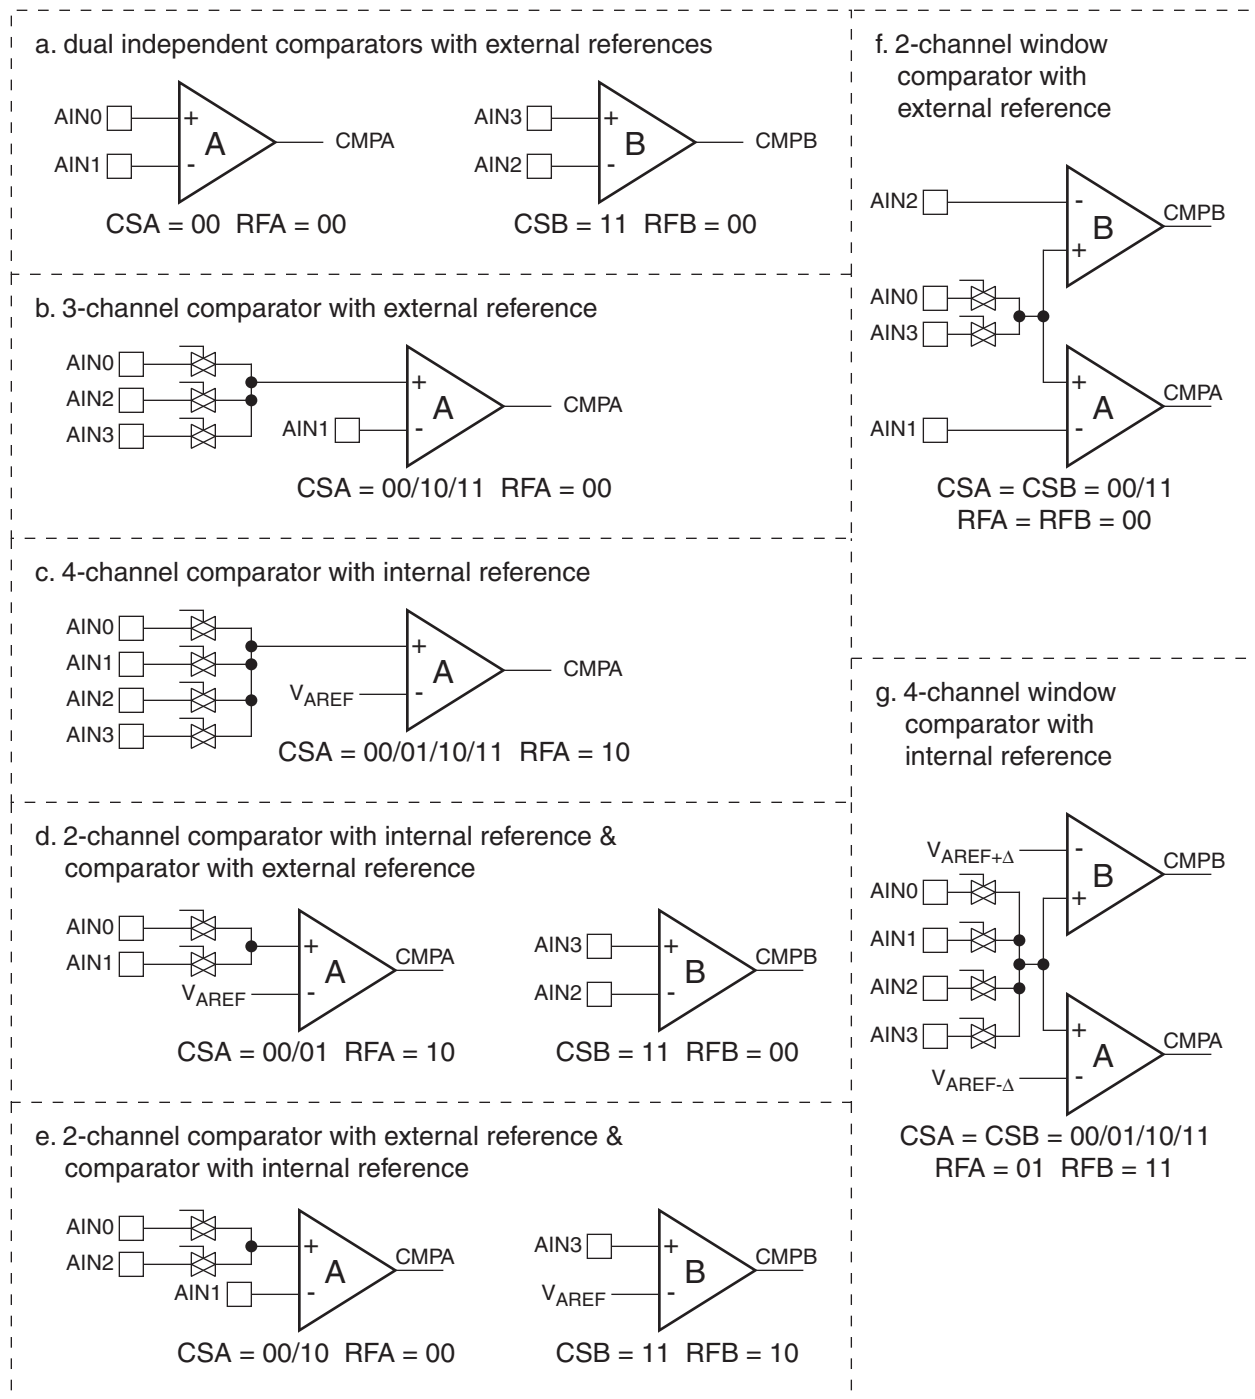 a. dual independent comparators with external references
AIN0
+
A
CMPA
AIN1
-
CSA = 00 RFA = 00
AIN3
+
B
CMPB
AIN2
-
CSB = 11 RFB = 00
b. 3-channel comparator with external reference
AIN0
AIN2
AIN3
+
A
CMPA
AIN1
-
CSA = 00/10/11 RFA = 00
c. 4-channel comparator with internal reference
AIN0
AIN1
AIN2
AIN3
+
A
CMPA
VAREF
-
CSA = 00/01/10/11 RFA = 10
d. 2-channel comparator with internal reference &
comparator with external reference
AIN0
AIN1
+
A
CMPA
VAREF
-
CSA = 00/01 RFA = 10
AIN3
+
B
CMPB
AIN2
-
CSB = 11 RFB = 00
e. 2-channel comparator with external reference &
comparator with internal reference
AIN0
AIN2
+
A
CMPA
AIN1
-
CSA = 00/10 RFA = 00
AIN3
+
B
CMPB
VAREF
-
CSB = 11 RFB = 10
f. 2-channel window
comparator with
external reference
AIN2
-
B
CMPB
+
AIN0
AIN3
+
A
CMPA
AIN1
-
CSA = CSB = 00/11
RFA = RFB = 00
g. 4-channel window
comparator with
internal reference
VAREF+Δ
-
B
CMPB
+
AIN0
AIN1
AIN2
AIN3
+
A
CMPA
VAREF-Δ
-
CSA = CSB = 00/01/10/11
RFA = 01 RFB = 11